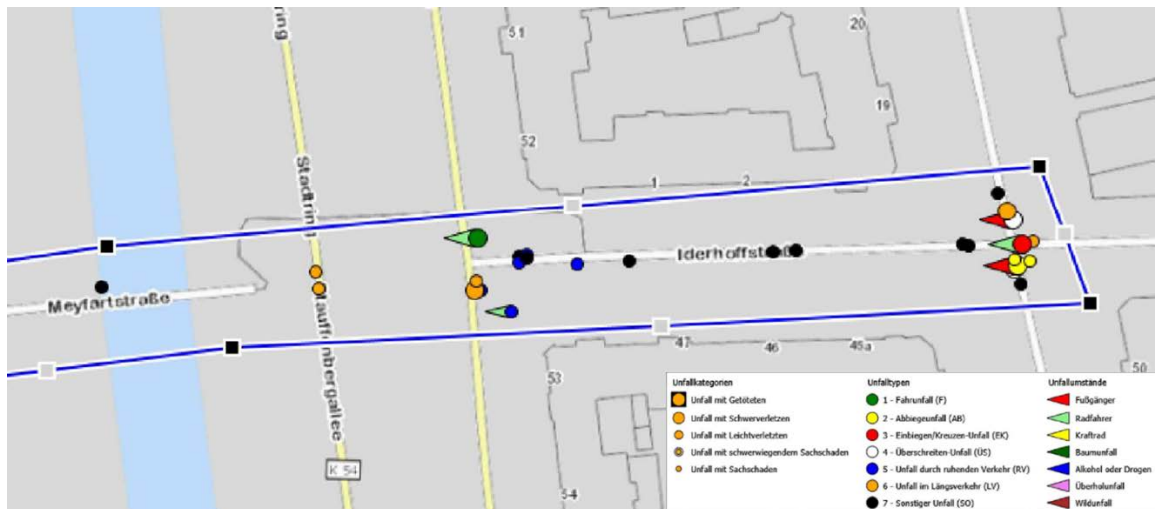 ring
51
20
19
52
Stadtring
1
2
Iderhoffstraße
Meyfartstraße
Stauffenbergallee
47
46
45a
50
53
54
K 54
Unfallkategorien
Unfall mit Getöteten
Unfall mit Schwerverletzen
Unfall mit Leichtverletzten
Unfall mit schwerwiegendem Sachschaden
Unfall mit Sachschaden
Unfalltypen
1 - Fahrunfall (F)
2 - Abbiegeunfall (AB)
3 - Einbiegen/Kreuzen-Unfall (EK)
4 - Überschreiten-Unfall (ÜS)
5 - Unfall durch ruhenden Verkehr (RV)
6 - Unfall im Längsverkehr (LV)
7 - Sonstiger Unfall (SO)
Unfallumstände
Fußgänger
Radfahrer
Kraftrad
Baumunfall
Alkohol oder Drogen
Überholunfall
Wildunfall